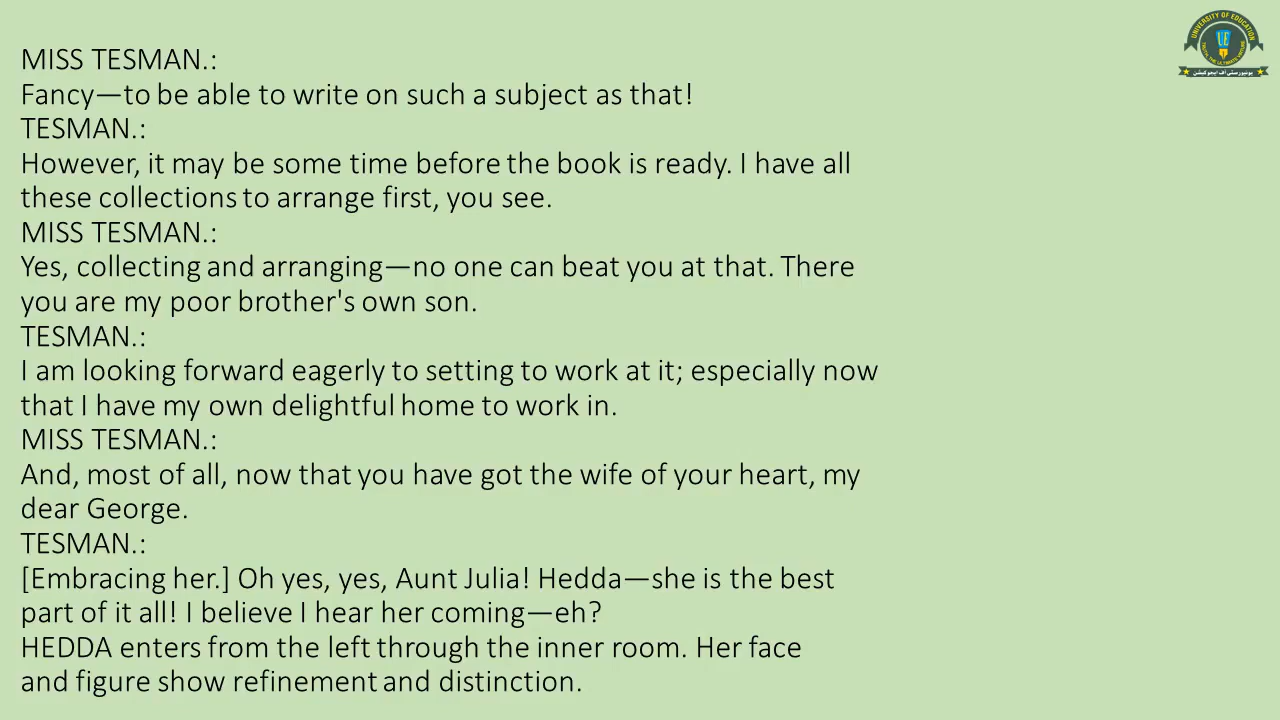 MISS TESMAN.:
Fancy—to be able to write on such a subject as that!
TESMAN.:
However, it may be some time before the book is ready. I have all
these collections to arrange first, you see.
MISS TESMAN.:
Yes, collecting and arranging—no one can beat you at that. There
you are my poor brother's own son.
TESMAN.:
I am looking forward eagerly to setting to work at it; especially now
that I have my own delightful home to work in.
MISS TESMAN.:
And, most of all, now that you have got the wife of your heart, my
dear George.
TESMAN.:
[Embracing her.] Oh yes, yes, Aunt Julia! Hedda—she is the best
part of it all! I believe I hear her coming—eh?
HEDDA enters from the left through the inner room. Her face
and figure show refinement and distinction.
UNIVERSITY OF EDUCATION
UE
یونیورسٹی آف ایجوکیشن